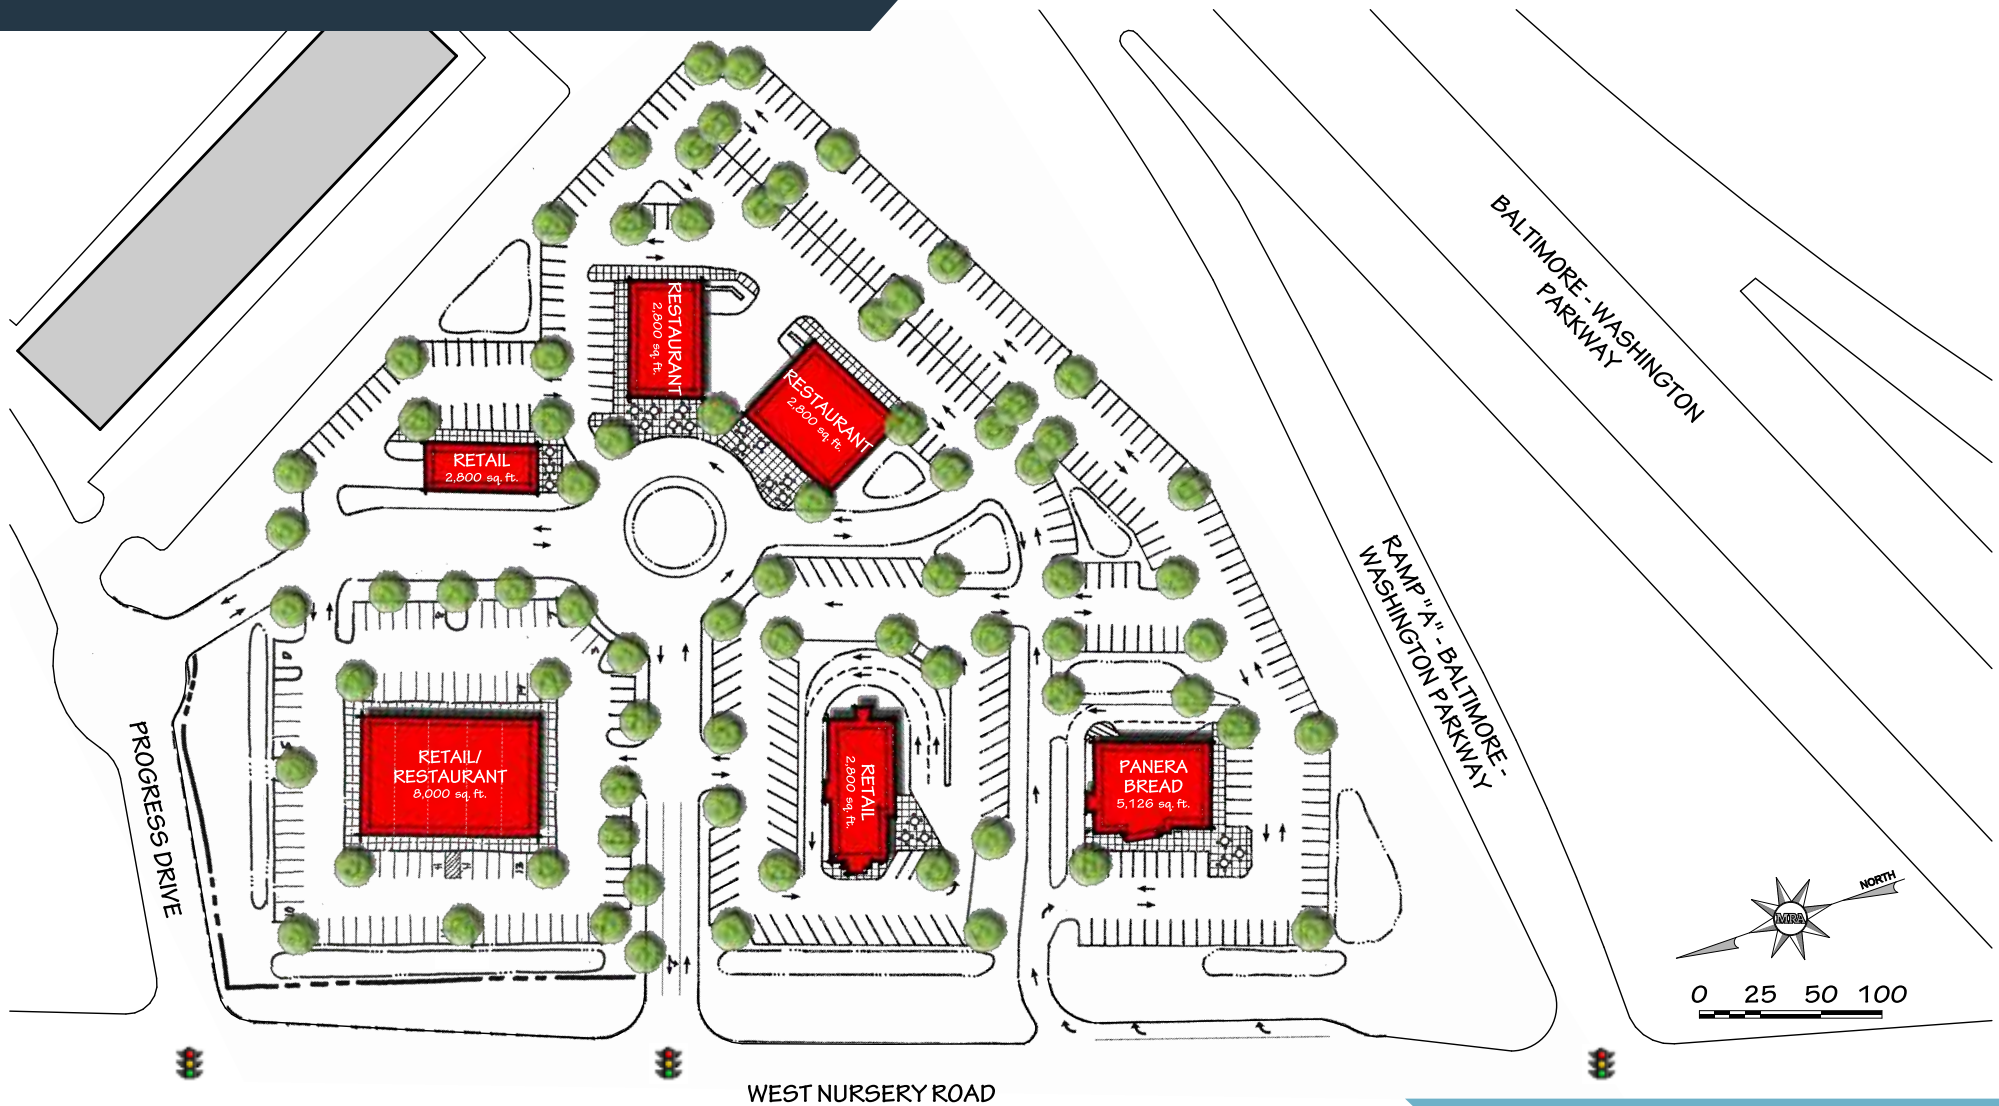 BALTIMORE - WASHINGTON
PARKWAY
RESTAURANT
2,800 sq. ft.
RESTAURANT
2,800 sq. ft.
RETAIL
2,800 sq. ft.
RAMP "A" - BALTIMORE -
WASHINGTON PARKWAY
RETAIL/
RESTAURANT
8,000 sq. ft.
RETAIL
2,800 sq. ft.
PANERA
BREAD
5,126 sq. ft.
PROGRESS DRIVE
NORTH
MRA
0 25 50 100
WEST NURSERY ROAD